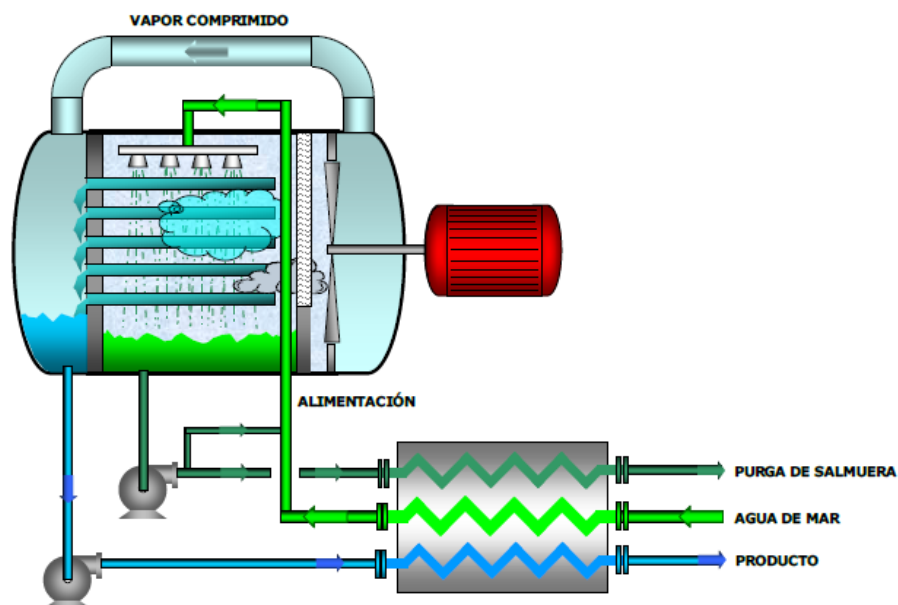 VAPOR COMPRIMIDO
ALIMENTACIÓN
PURGA DE SALMUERA
AGUA DE MAR
PRODUCTO